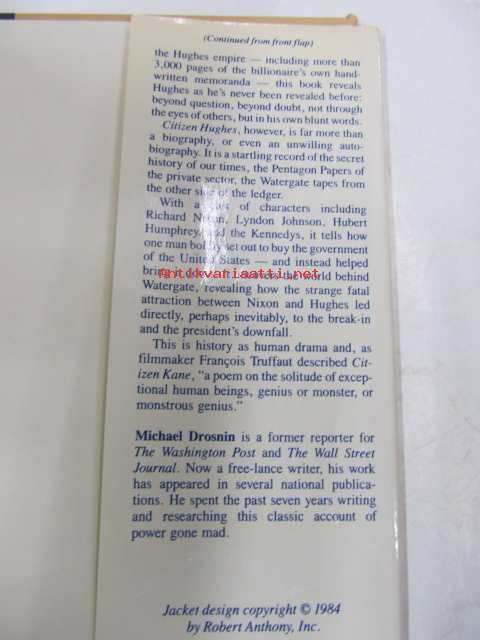 (Continued from front flap)
the Hughes empire — including more than
3,000 pages of the billionaire's own hand-
written memoranda — this book reveals
Hughes as he's never been revealed before:
beyond question, beyond doubt, not through
the eyes of others, but in his own blunt words.
Citizen Hughes, however, is far more than
a biography, or even an unwilling auto-
biography. It is a startling record of the secret
history of our times, the Pentagon Papers of
the private sector, the Watergate tapes from
the other side of the ledger.
With a cast of characters including
Richard Nixon, Lyndon Johnson, Hubert
Humphrey and the Kennedys, it tells how
one man boldly set out to buy the government
of the United States — and instead helped
bring the world behind
Antikvariaatti.net
Watergate, revealing how the strange fatal
attraction between Nixon and Hughes led
directly, perhaps inevitably, to the break-in
and the president's downfall.
This is history as human drama and, as
filmmaker François Truffaut described Cit-
izen Kane, "a poem on the solitude of excep-
tional human beings, genius or monster, or
monstrous genius."
Michael Drosnin is a former reporter for
The Washington Post and The Wall Street
Journal. Now a free-lance writer, his work
has appeared in several national publica-
tions. He spent the past seven years writing
and researching this classic account of
power gone mad.
Jacket design copyright © 1984
by Robert Anthony, Inc.